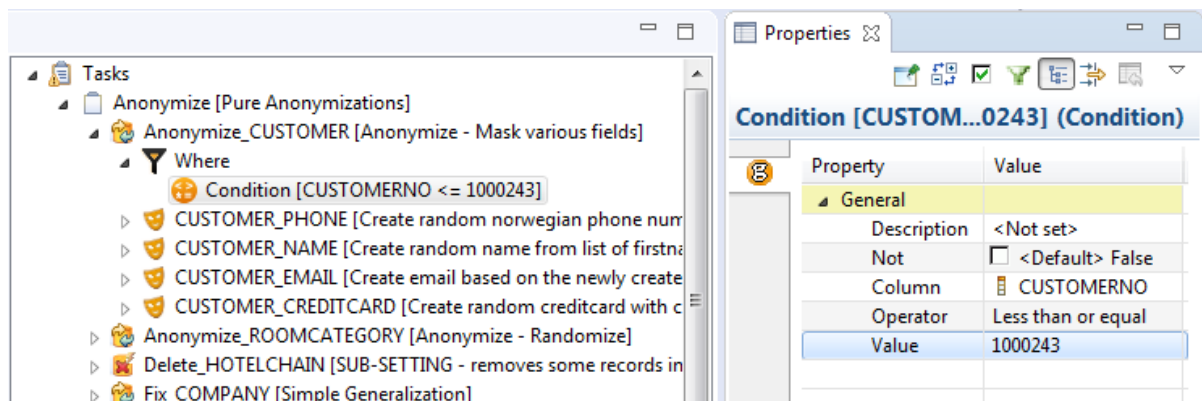 Tasks
Anonymize [Pure Anonymizations]
Anonymize_CUSTOMER [Anonymize - Mask various fields]
Where
Condition [CUSTOMERNO <= 1000243]
CUSTOMER_PHONE [Create random norwegian phone num
CUSTOMER_NAME [Create random name from list of firstna
CUSTOMER_EMAIL [Create email based on the newly create
CUSTOMER_CREDITCARD [Create random creditcard with c
Anonymize_ROOMCATEGORY [Anonymize - Randomize]
Delete_HOTELCHAIN [SUB-SETTING - removes some records in
Fix_COMPANY [Simple Generalization]
Properties
Condition [CUSTOM...0243] (Condition)
Property Value
General
Description <Not set>
Not <Default> False
Column CUSTOMERNO
Operator Less than or equal
Value 1000243